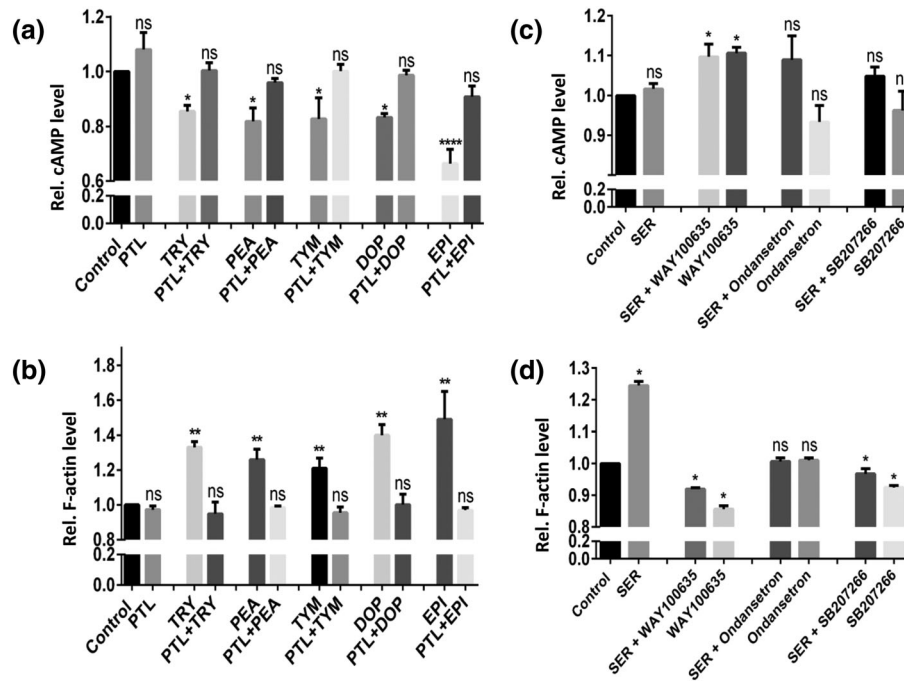 (a)
Rel. cAMP level
1.2
1.0
0.8
0.6
0.2
0.0
ns
ns
ns
ns
ns
ns
*
*
*
*
****
Control
PTL
TRY
PTL+TRY
PEA
PTL+PEA
TYM
PTL+TYM
DOP
PTL+DOP
EPI
PTL+EPI
(c)
Rel. cAMP level
1.2
1.1
1.0
0.9
0.2
0.0
ns
*
*
ns
ns
ns
Control
SER
SER + WAY100635
WAY100635
SER + Ondansetron
Ondansetron
SER + SB207266
SB207266
(b)
Rel. F-actin level
1.8
1.6
1.4
1.2
1.0
0.8
0.2
0.0
ns
**
ns
**
ns
**
ns
**
ns
**
ns
Control
PTL
TRY
PTL+TRY
PEA
PTL+PEA
TYM
PTL+TYM
DOP
PTL+DOP
EPI
PTL+EPI
(d)
Rel. F-actin level
1.3
1.2
1.0
0.9
0.8
0.2
0.0
*
*
*
ns
ns
*
*
Control
SER
SER + WAY100635
WAY100635
SER + Ondansetron
Ondansetron
SER + SB207266
SB207266